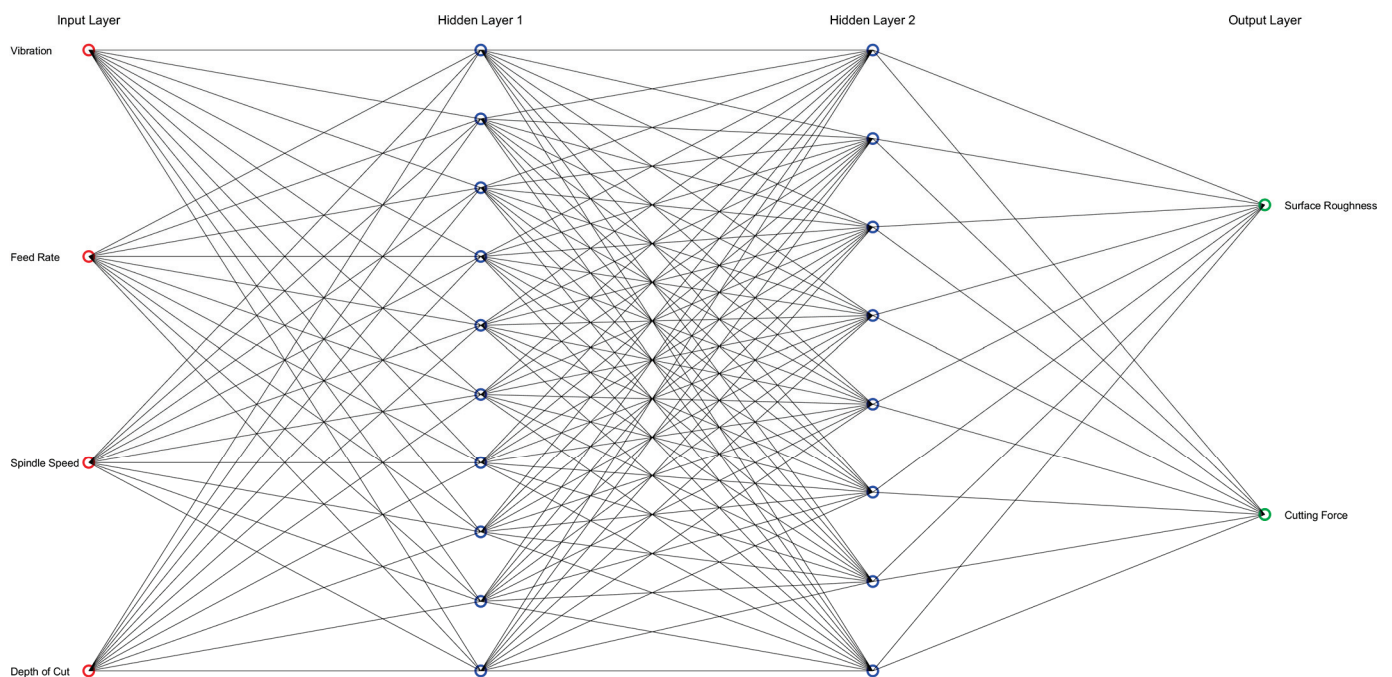 Input Layer
Hidden Layer 1
Hidden Layer 2
Output Layer
Vibration
Feed Rate
Spindle Speed
Depth of Cut
Surface Roughness
Cutting Force